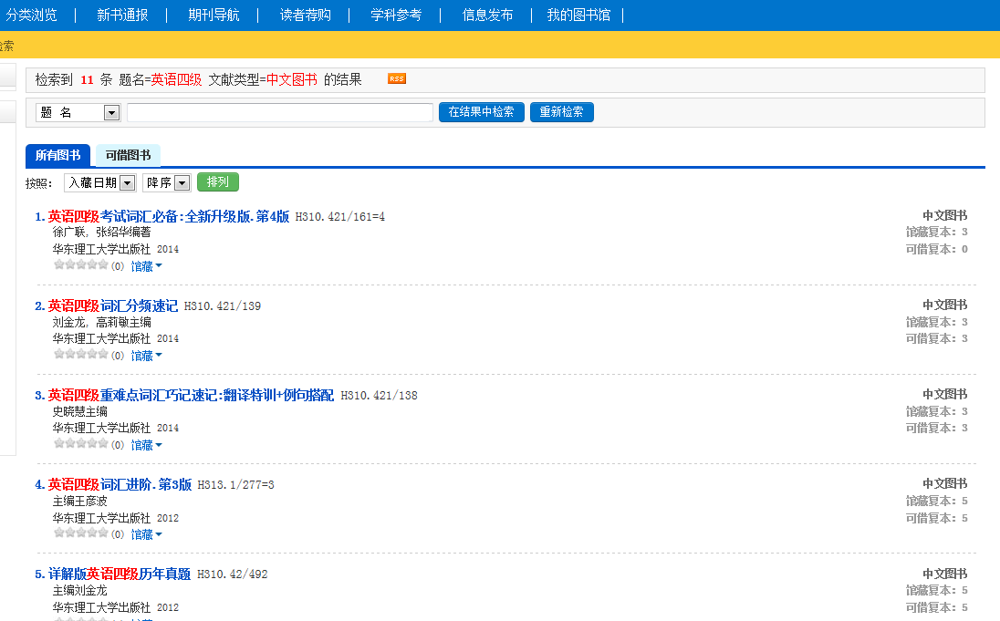 分类浏览 | 新书通报 | 期刊导航 | 读者荐购 | 学科参考 | 信息发布 | 我的图书馆 |
检索
检索到 11 条 题名=英语四级 文献类型=中文图书 的结果 RSS
题 名 在结果中检索 重新检索
所有图书 可借图书
按照: 入藏日期 降序 排列
1. 英语四级考试词汇必备:全新升级版.第4版 H310.421/161=4 中文图书
徐广联, 张绍华编著 馆藏复本: 3
华东理工大学出版社 2014 可借复本: 0
(0) 馆藏
2. 英语四级词汇分频速记 H310.421/139 中文图书
刘金龙, 高莉敏主编 馆藏复本: 3
华东理工大学出版社 2014 可借复本: 3
(0) 馆藏
3. 英语四级重难点词汇巧记速记:翻译特训+例句搭配 H310.421/138 中文图书
史晓慧主编 馆藏复本: 3
华东理工大学出版社 2014 可借复本: 3
(0) 馆藏
4. 英语四级词汇进阶.第3版 H313.1/277=3 中文图书
主编王彦波 馆藏复本: 5
华东理工大学出版社 2012 可借复本: 5
(0) 馆藏
5. 详解版英语四级历年真题 H310.42/492 中文图书
主编刘金龙 馆藏复本: 5
华东理工大学出版社 2012 可借复本: 5